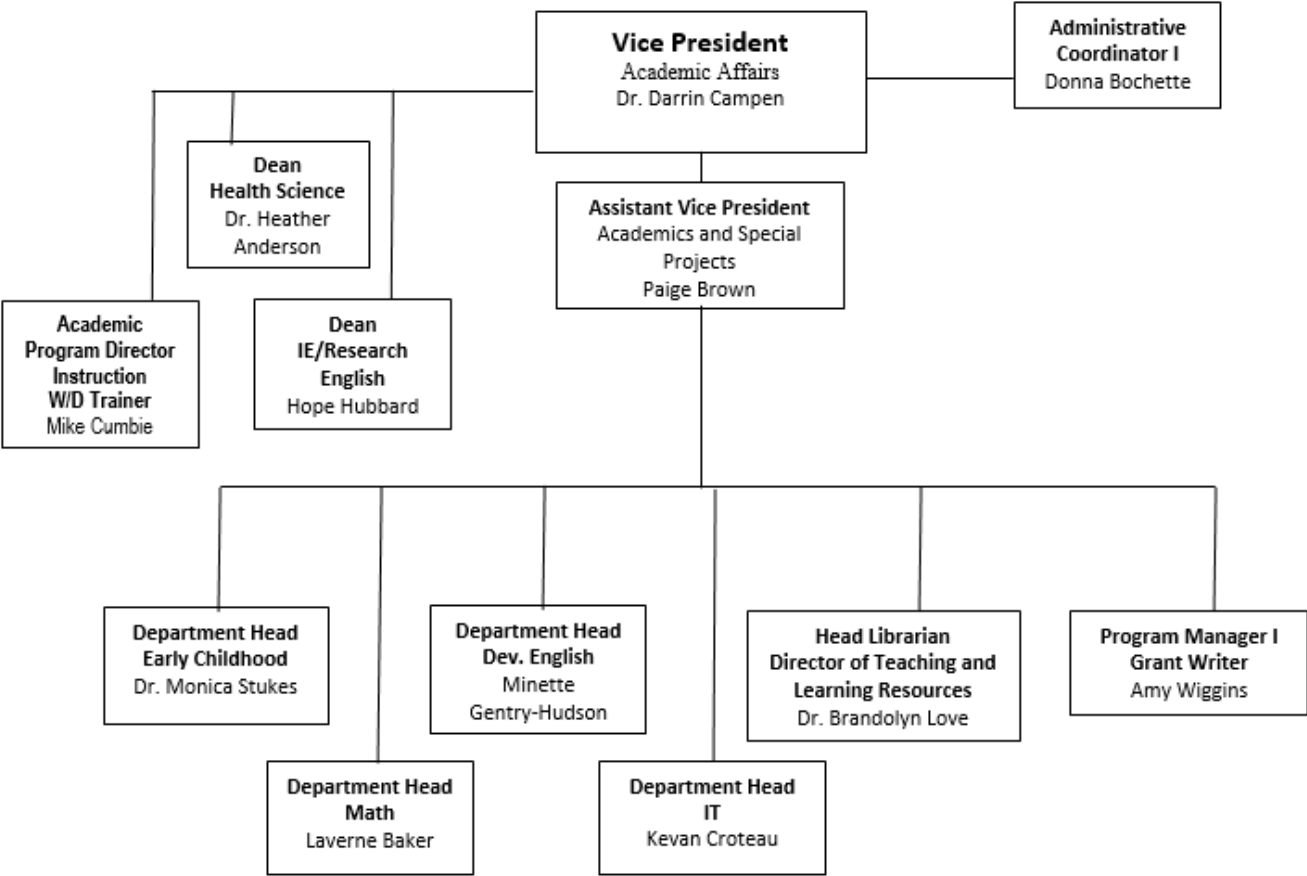 Vice President
Academic Affairs
Dr. Darrin Campen
Administrative
Coordinator I
Donna Bochette
Dean
Health Science
Dr. Heather
Anderson
Assistant Vice President
Academics and Special
Projects
Paige Brown
Academic
Program Director
Instruction
W/D Trainer
Mike Cumbie
Dean
IE/Research
English
Hope Hubbard
Department Head
Early Childhood
Dr. Monica Stukes
Department Head
Dev. English
Minette
Gentry-Hudson
Head Librarian
Director of Teaching and
Learning Resources
Dr. Brandolyn Love
Program Manager I
Grant Writer
Amy Wiggins
Department Head
Math
Laverne Baker
Department Head
IT
Kevan Croteau